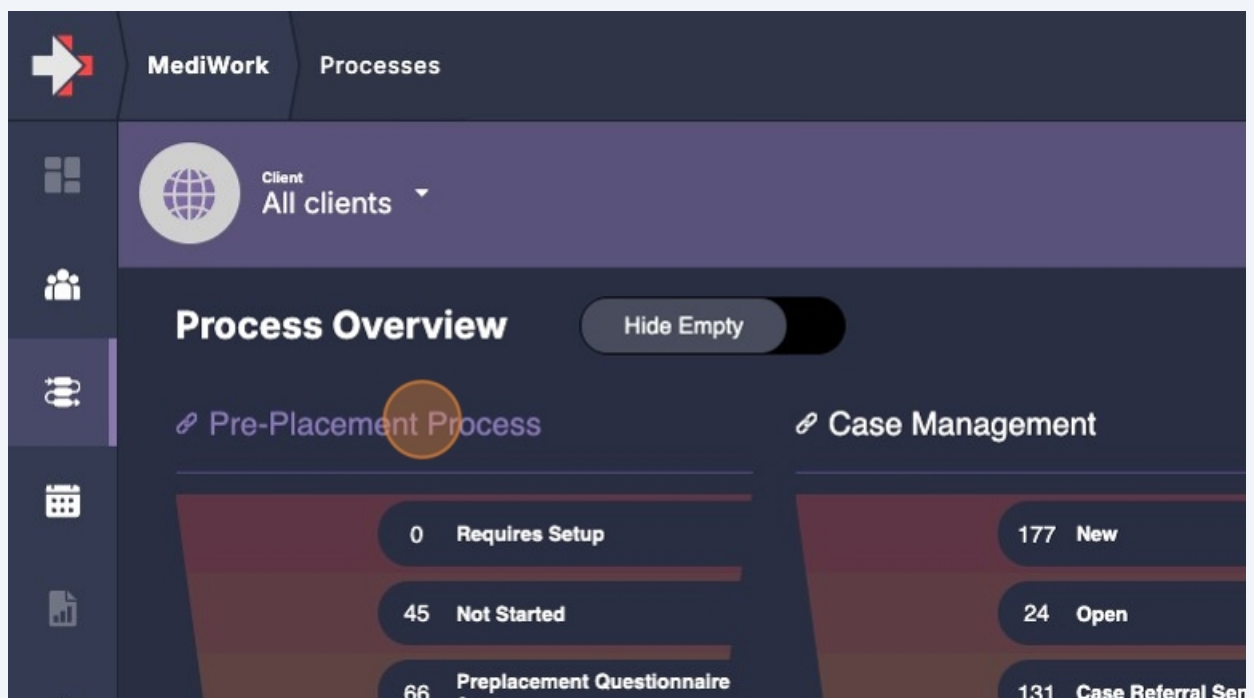 MediWork
Processes
Client
All clients
Process Overview
Hide Empty
Pre-Placement Process
Case Management
0 Requires Setup
177 New
45 Not Started
24 Open
66 Preplacement Questionnaire
131 Case Referral